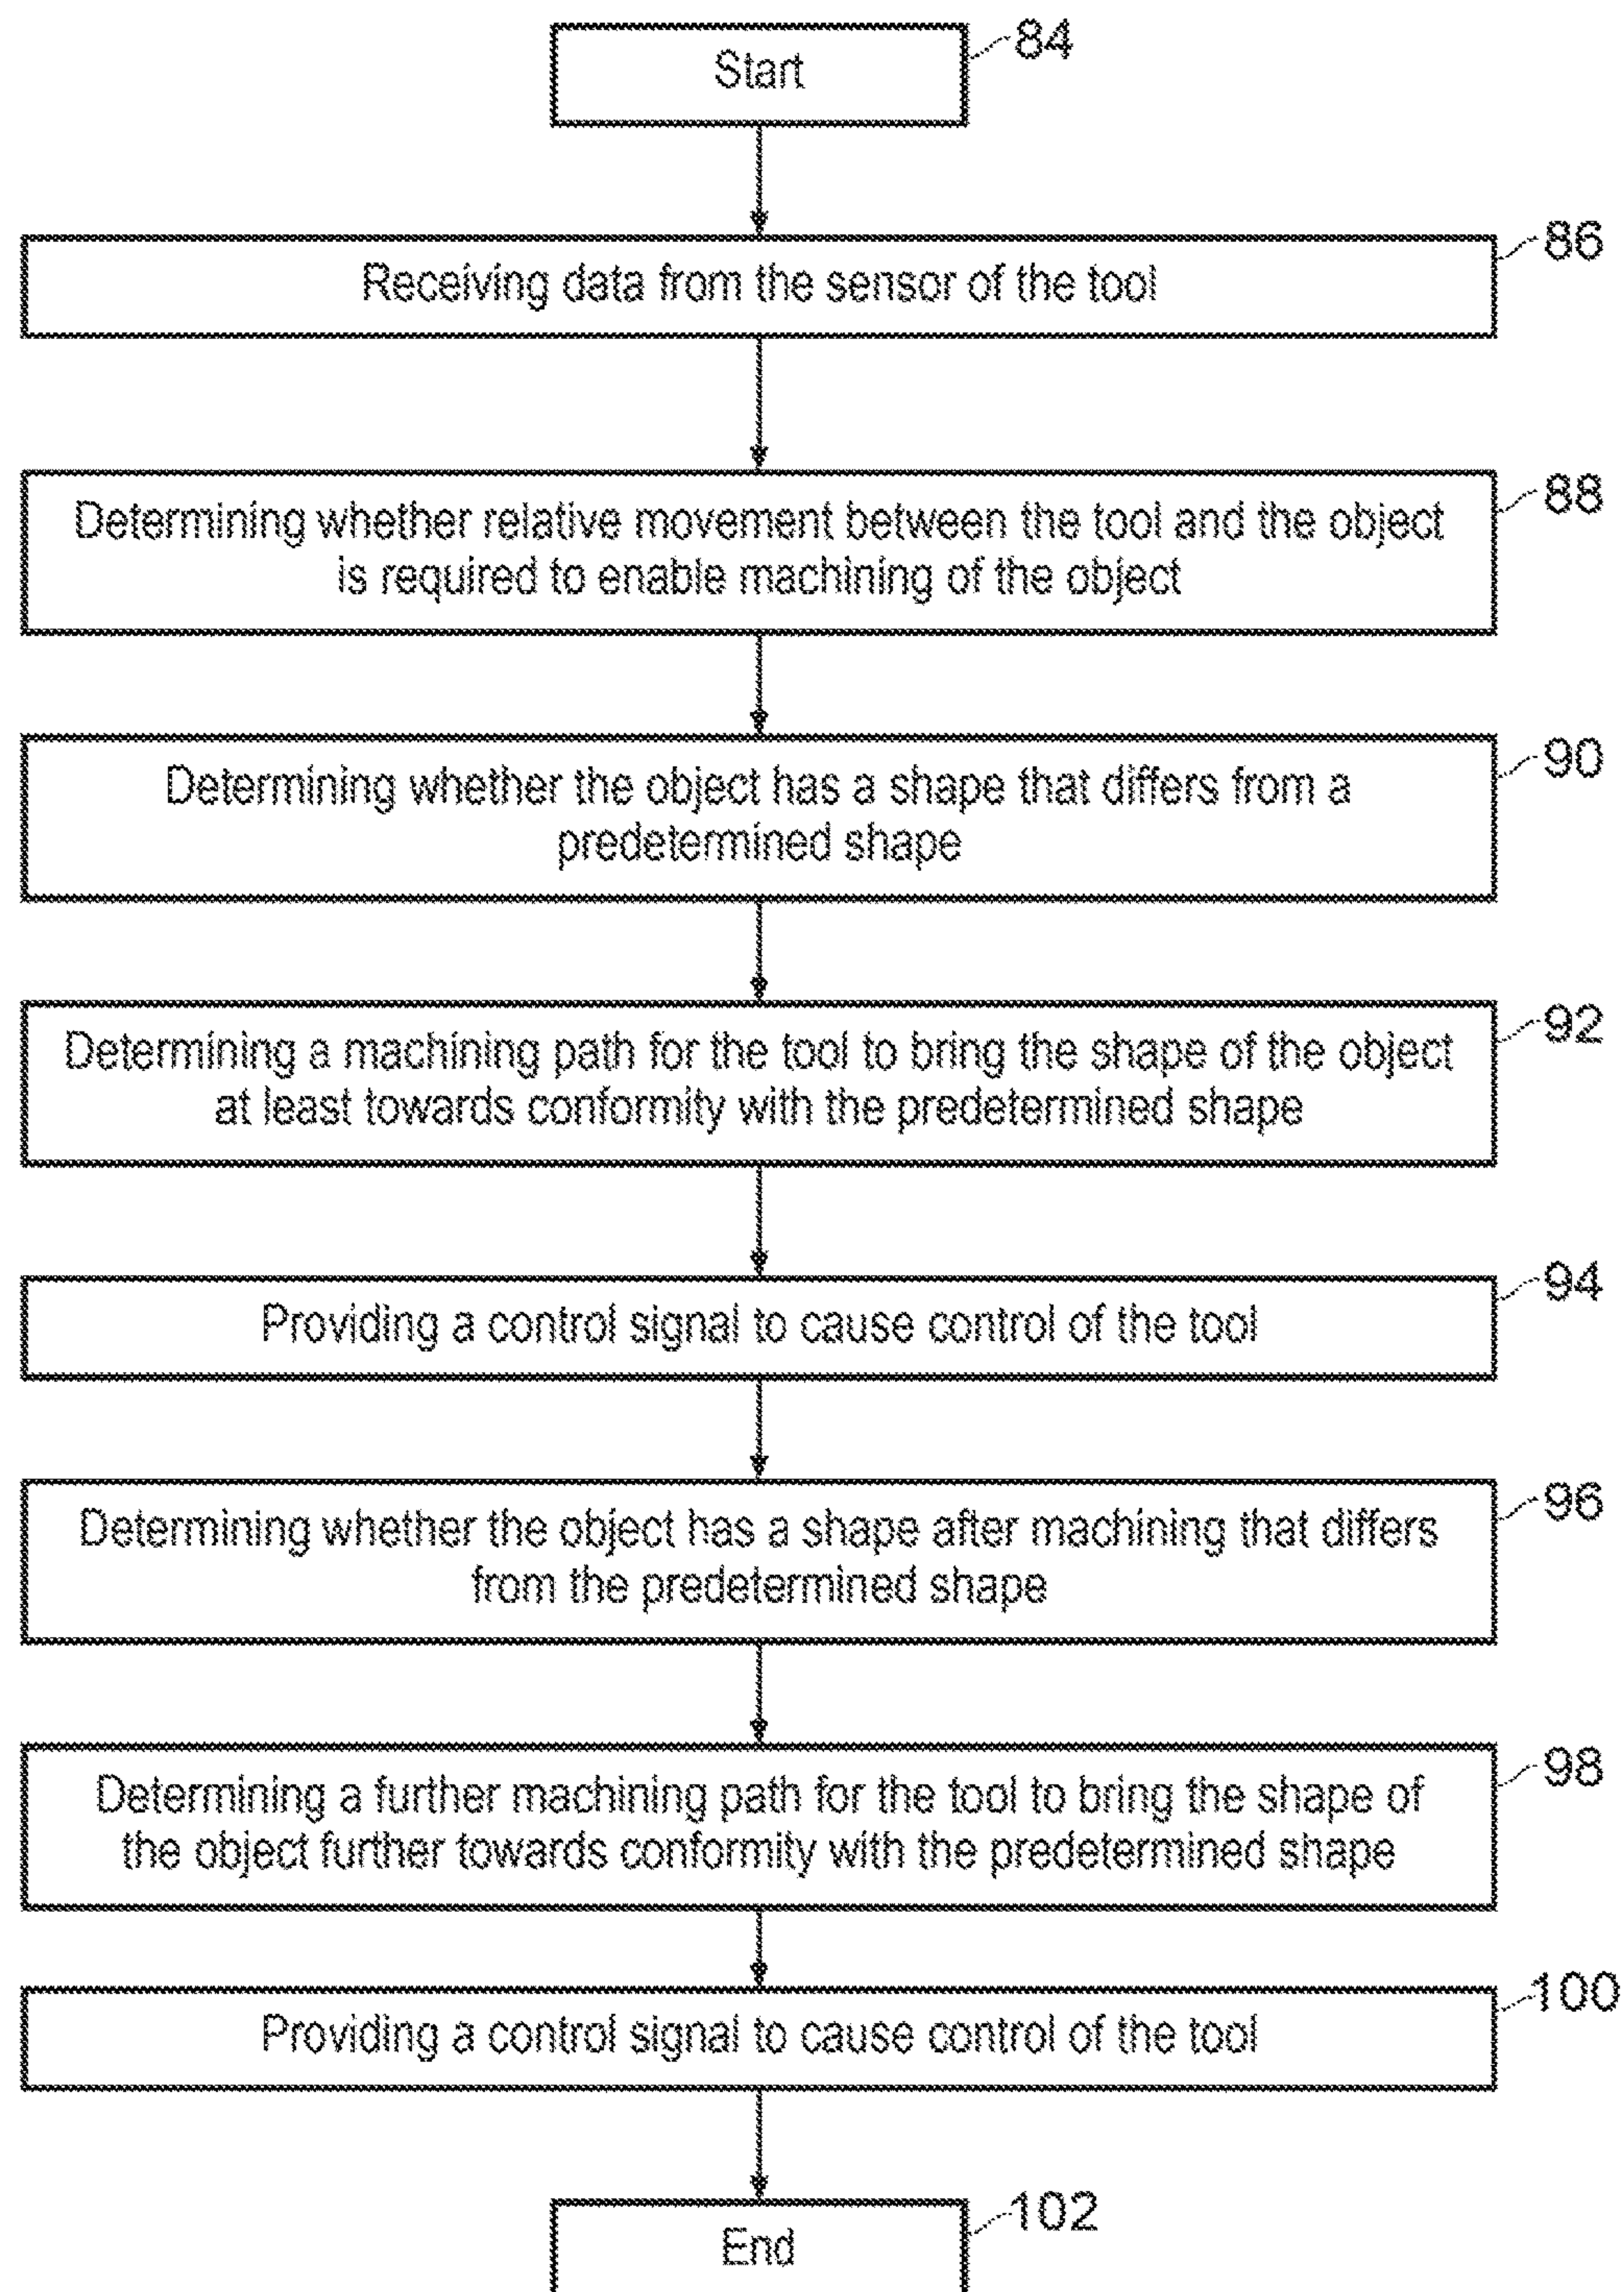 Start
84
Receiving data from the sensor of the tool
86
Determining whether relative movement between the tool and the object
is required to enable machining of the object
88
Determining whether the object has a shape that differs from a
predetermined shape
90
Determining a machining path for the tool to bring the shape of the object
at least towards conformity with the predetermined shape
92
Providing a control signal to cause control of the tool
94
Determining whether the object has a shape after machining that differs
from the predetermined shape
96
Determining a further machining path for the tool to bring the shape of
the object further towards conformity with the predetermined shape
98
Providing a control signal to cause control of the tool
100
End
102